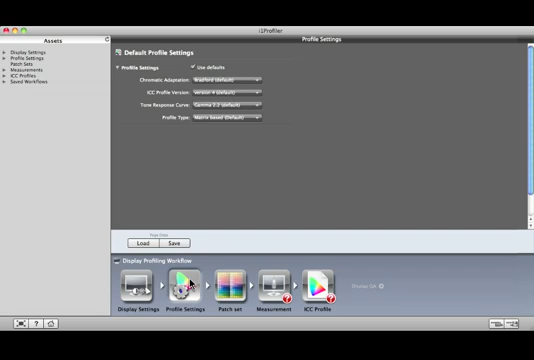 i1Profiler
Assets
Profile Settings
Display Settings
Profile Settings
Patch Sets
Measurements
ICC Profiles
Saved Workflows
Default Profile Settings
Profile Settings
Use defaults
Chromatic Adaptation: Bradford (default)
ICC Profile Version: version 4 (default)
Tone Response Curve: Gamma 2.2 (default)
Profile Type: Matrix based (Default)
Page Data
Load Save
Display Profiling Workflow
Display Settings Profile Settings Patch set Measurement ICC Profile